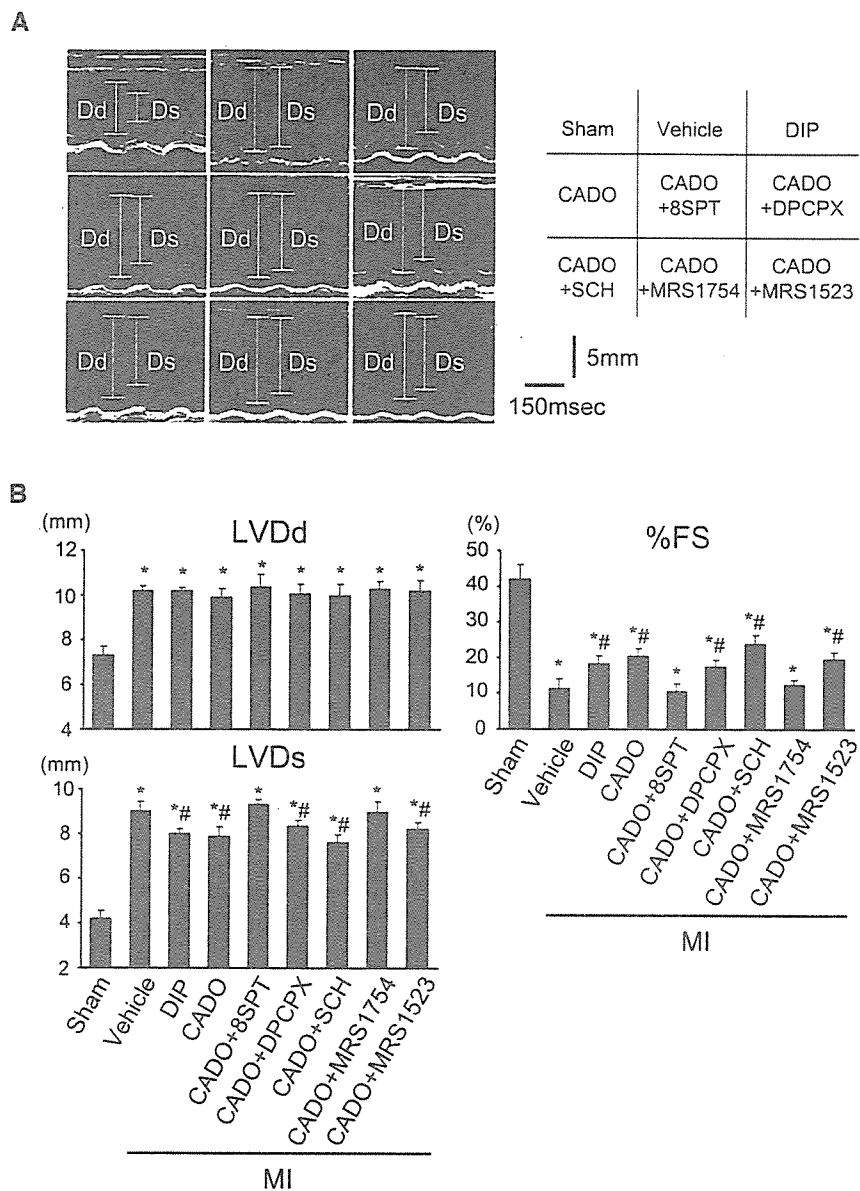 A
Dd Ds Dd Ds Dd Ds
Dd Ds Dd Ds Dd Ds
Dd Ds Dd Ds Dd Ds
Sham Vehicle DIP
CADO CADO +8SPT CADO +DPCPX
CADO +SCH CADO +MRS1754 CADO +MRS1523
5mm
150msec
B
(mm)
LVDd
12
10
8
6
4
* * * * * * * *
(mm)
LVDs
10
8
6
4
2
* *# *# * *# *# * *#
Sham
Vehicle
DIP
CADO
CADO+8SPT
CADO+DPCPX
CADO+SCH
CADO+MRS1754
CADO+MRS1523
MI
(%)
%FS
50
40
30
20
10
0
* *# *# * *# *# * *#
Sham
Vehicle
DIP
CADO
CADO+8SPT
CADO+DPCPX
CADO+SCH
CADO+MRS1754
CADO+MRS1523
MI